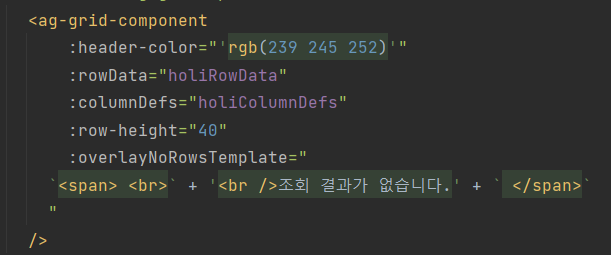 <ag-grid-component
:header-color="'rgb(239 245 252)'"
:rowData="holiRowData"
:columnDefs="holiColumnDefs"
:row-height="40"
:overlayNoRowsTemplate="
`<span> <br>` + '<br />조회 결과가 없습니다.' + ` </span>`
"
/>